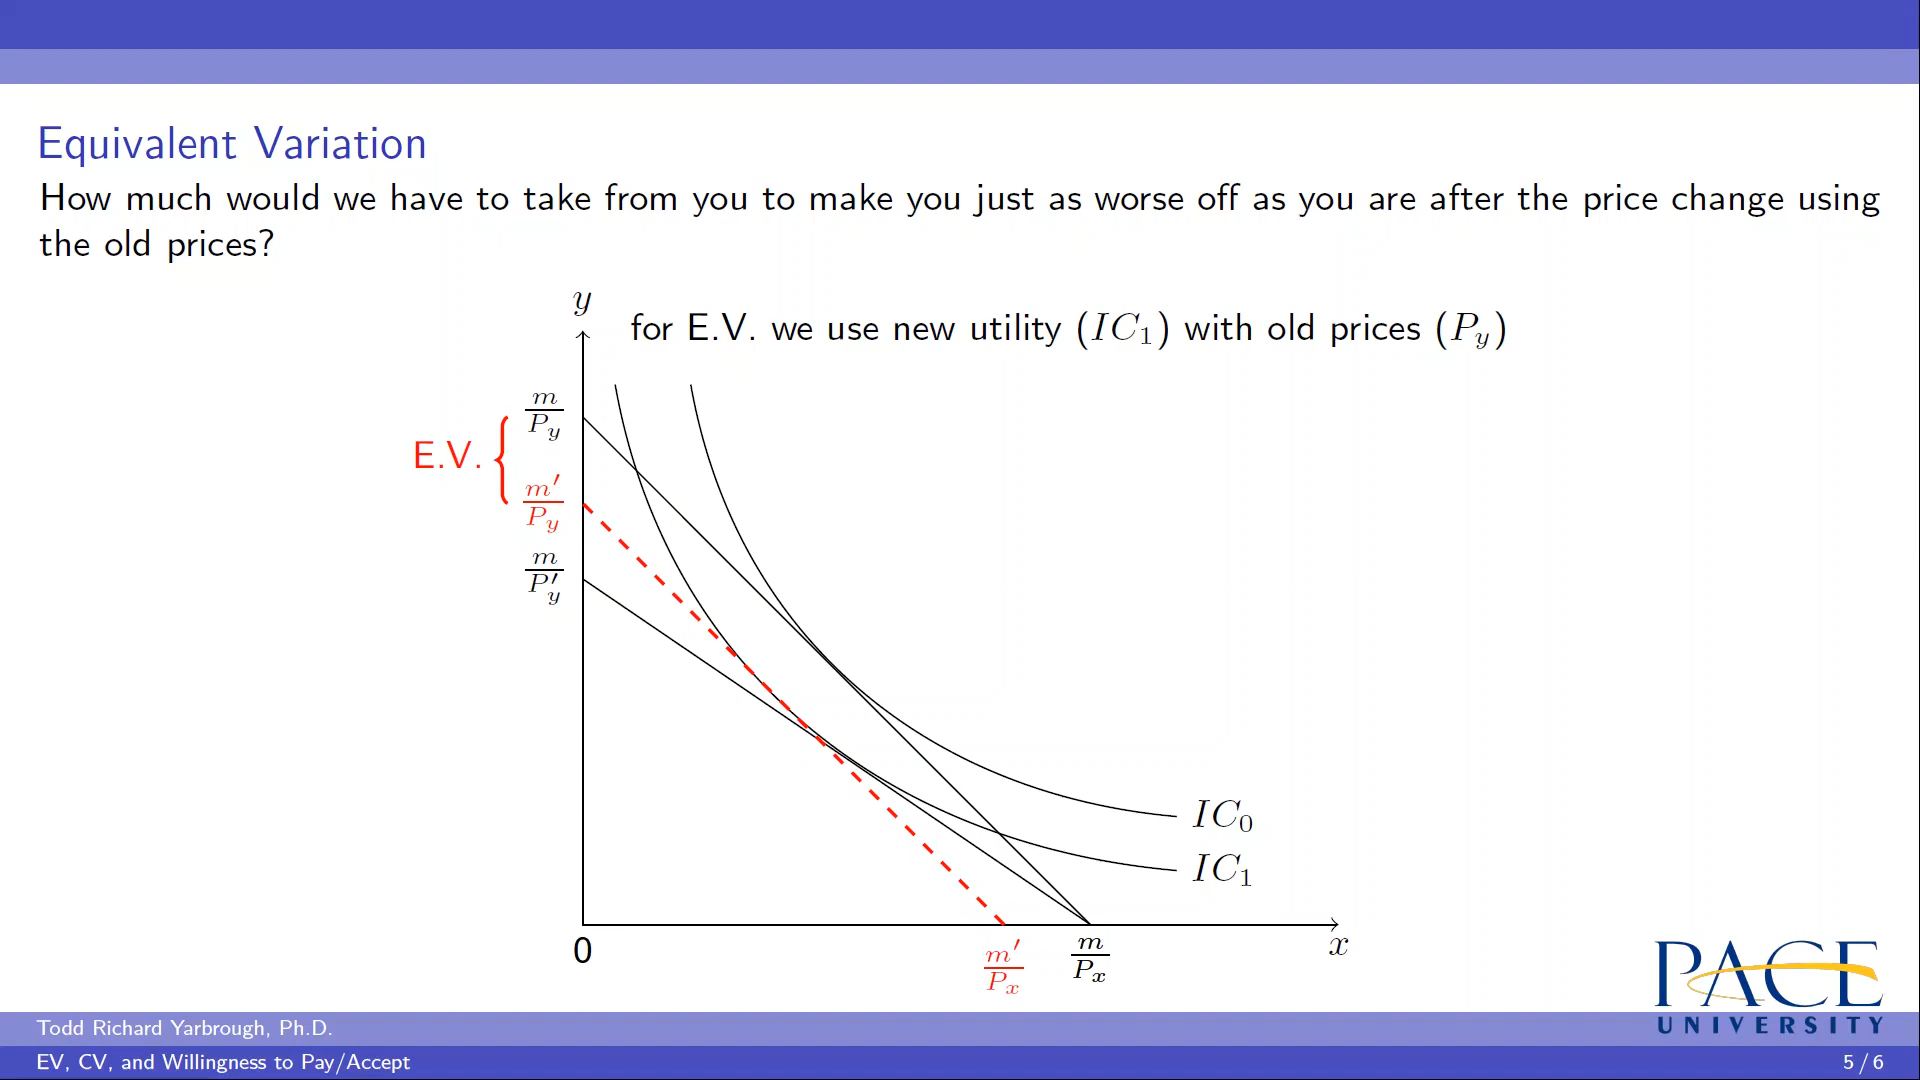 Equivalent Variation
How much would we have to take from you to make you just as worse off as you are after the price change using
the old prices?
y
for E.V. we use new utility (IC₁) with old prices (P_y)
m/P_y
E.V.
m′/P_y
m/P′_y
IC₀
IC₁
0
m′/Pₓ
m/Pₓ
x
PACE
UNIVERSITY
Todd Richard Yarbrough, Ph.D.
EV, CV, and Willingness to Pay/Accept
5 / 6